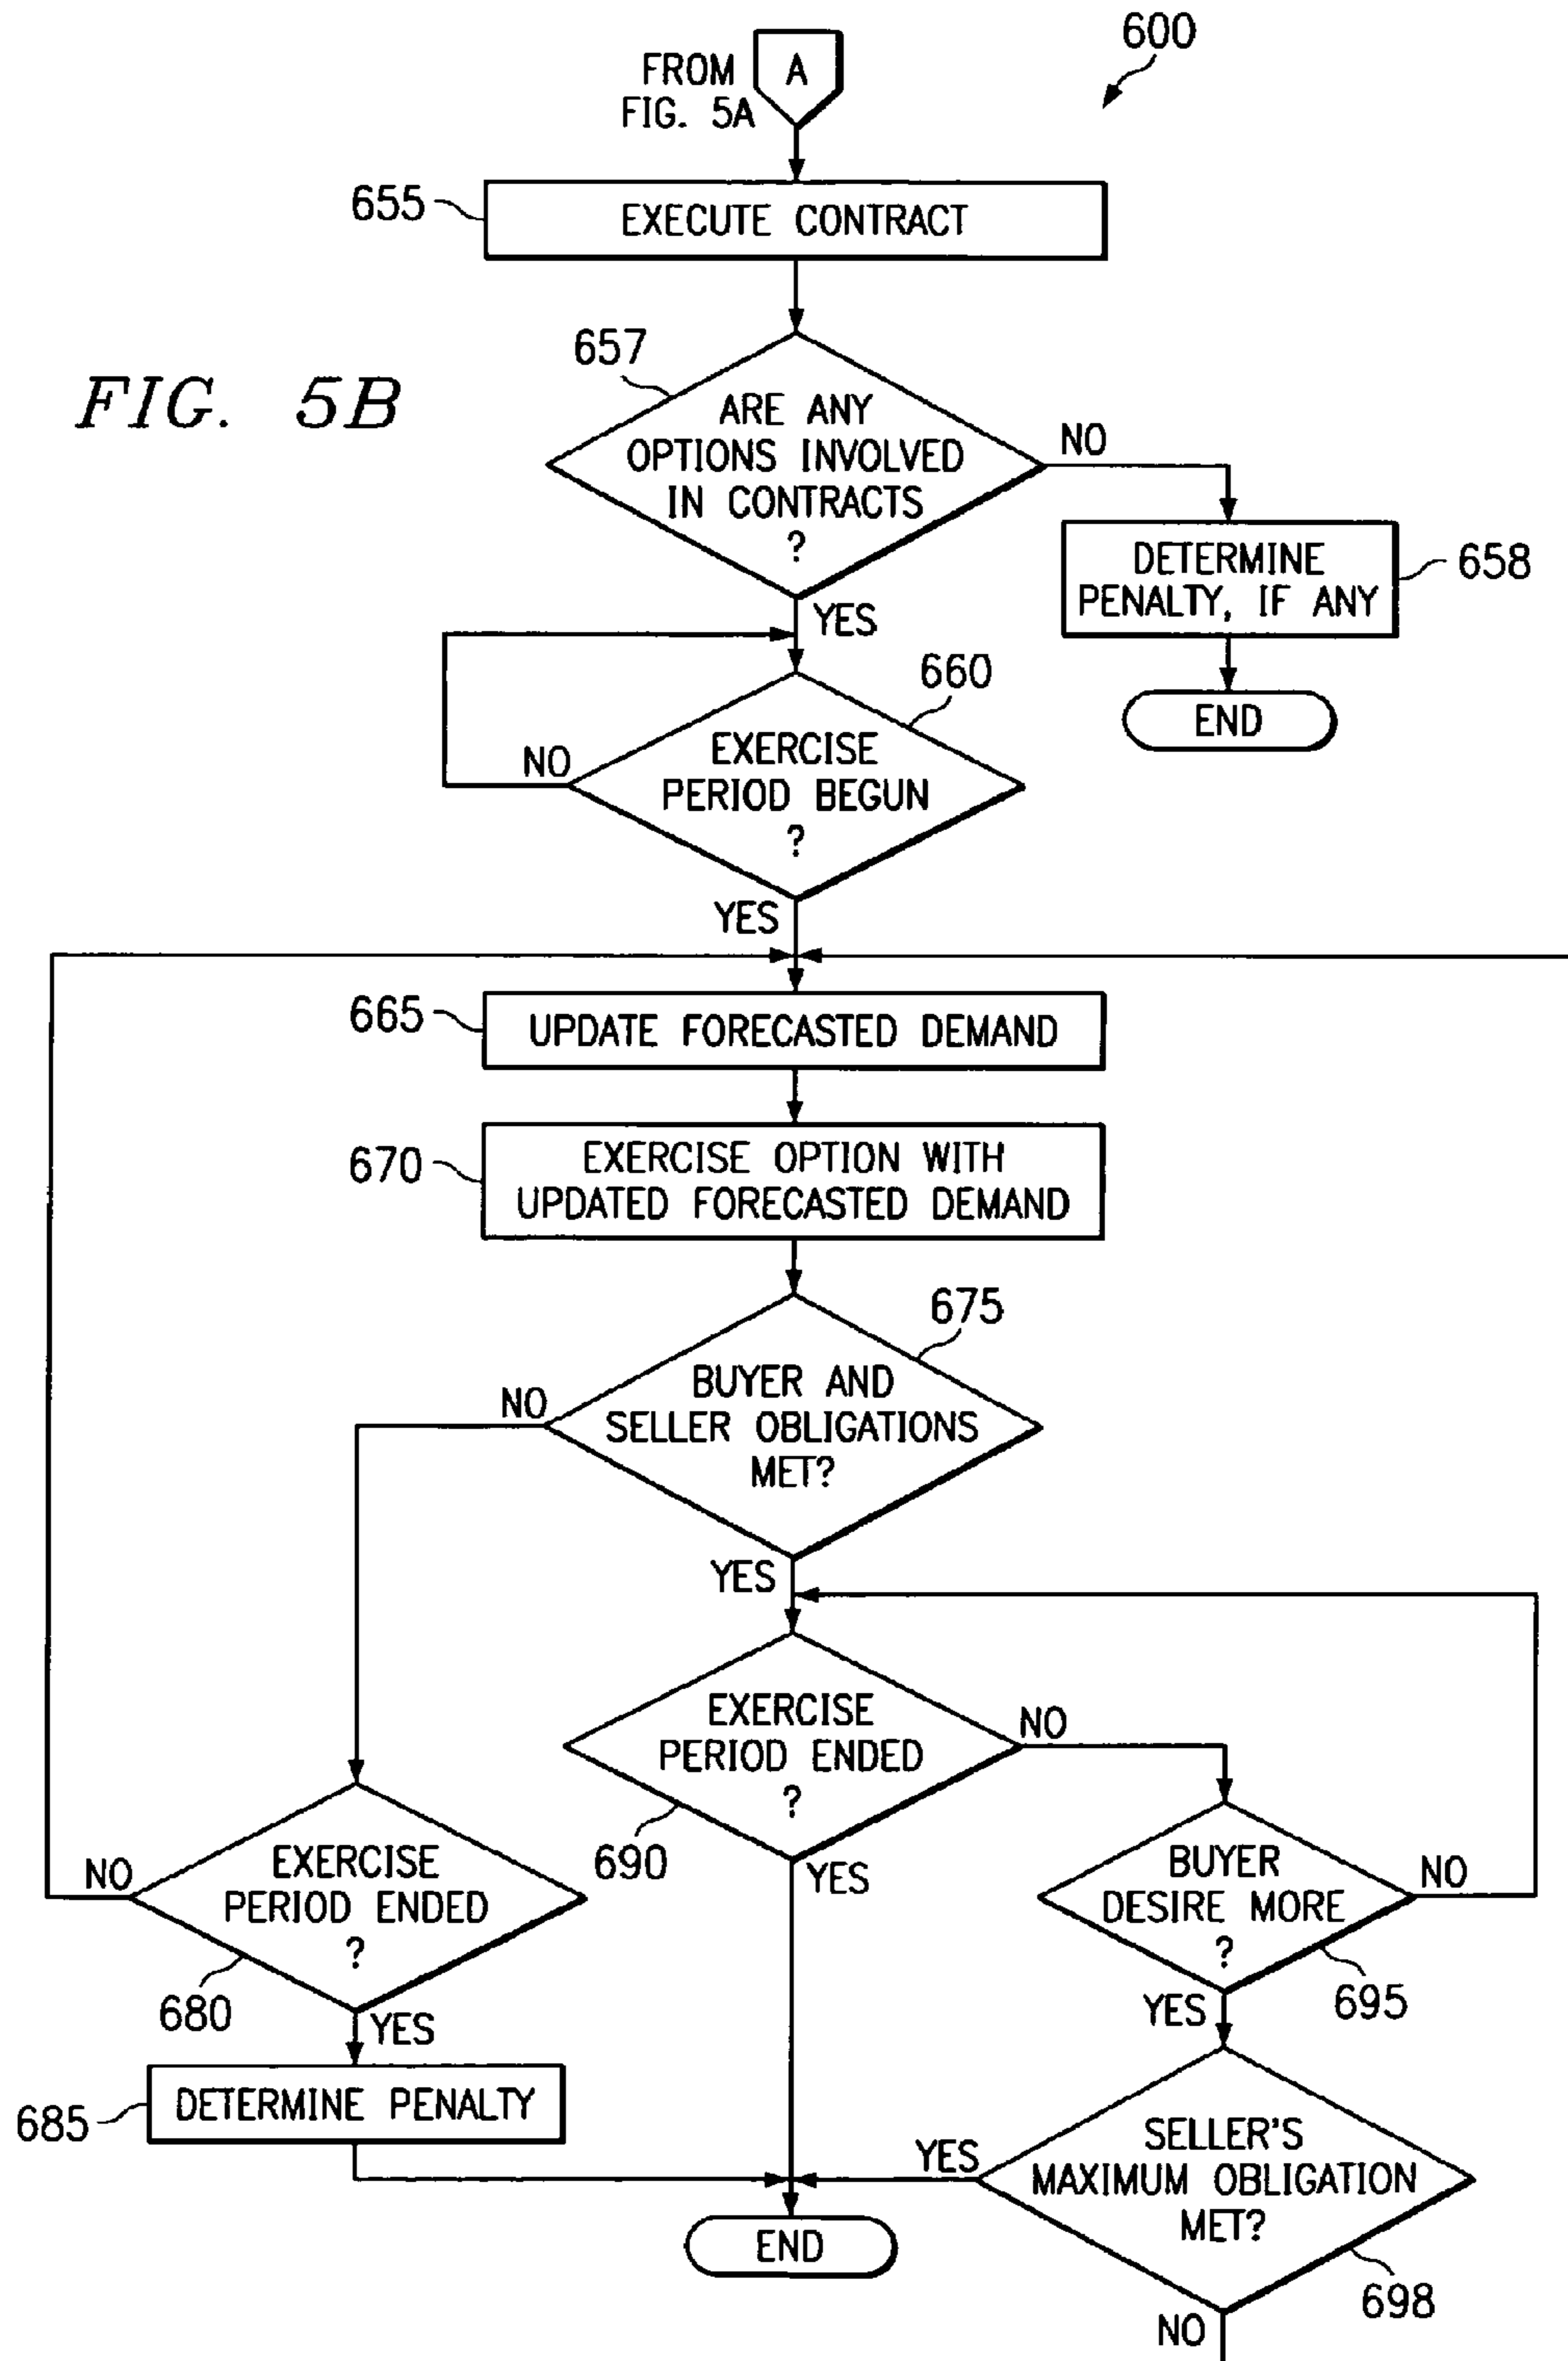 600
FROM
FIG. 5A
A
655
EXECUTE CONTRACT
FIG. 5B
657
ARE ANY
OPTIONS INVOLVED
IN CONTRACTS
?
NO
DETERMINE
PENALTY, IF ANY
658
END
YES
660
EXERCISE
PERIOD BEGUN
?
NO
YES
665
UPDATE FORECASTED DEMAND
670
EXERCISE OPTION WITH
UPDATED FORECASTED DEMAND
675
BUYER AND
SELLER OBLIGATIONS
MET?
NO
YES
EXERCISE
PERIOD ENDED
?
690
NO
YES
EXERCISE
PERIOD ENDED
?
NO
680
YES
BUYER
DESIRE MORE
?
NO
695
YES
685
DETERMINE PENALTY
SELLER'S
MAXIMUM OBLIGATION
MET?
YES
698
NO
END